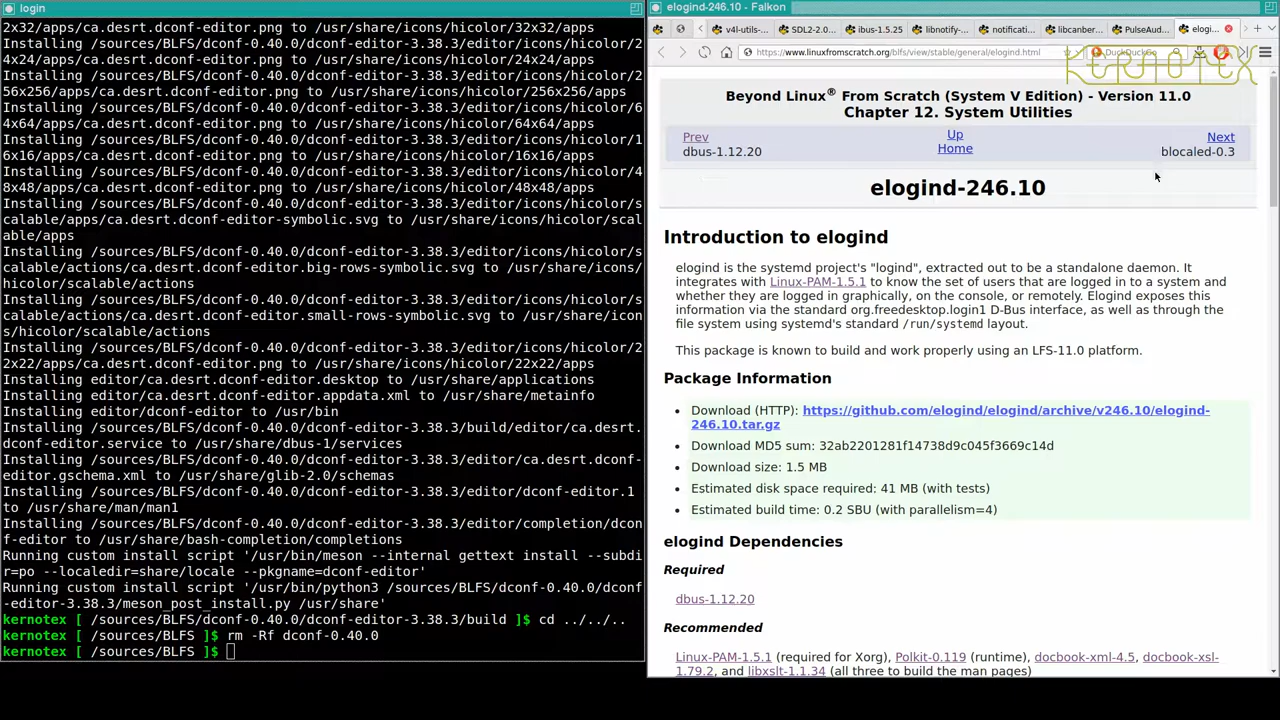 login
2x32/apps/ca.desrt.dconf-editor.png to /usr/share/icons/hicolor/32x32/apps
Installing /sources/BLFS/dconf-0.40.0/dconf-editor-3.38.3/editor/hicolor/2
4x24/apps/ca.desrt.dconf-editor.png to /usr/share/icons/hicolor/24x24/apps
Installing /sources/BLFS/dconf-0.40.0/dconf-editor-3.38.3/editor/hicolor/2
56x256/apps/ca.desrt.dconf-editor.png to /usr/share/icons/hicolor/256x256/apps
Installing /sources/BLFS/dconf-0.40.0/dconf-editor-3.38.3/editor/hicolor/6
4x64/apps/ca.desrt.dconf-editor.png to /usr/share/icons/hicolor/64x64/apps
Installing /sources/BLFS/dconf-0.40.0/dconf-editor-3.38.3/editor/hicolor/1
6x16/apps/ca.desrt.dconf-editor.png to /usr/share/icons/hicolor/16x16/apps
Installing /sources/BLFS/dconf-0.40.0/dconf-editor-3.38.3/editor/hicolor/4
8x48/apps/ca.desrt.dconf-editor.png to /usr/share/icons/hicolor/48x48/apps
Installing /sources/BLFS/dconf-0.40.0/dconf-editor-3.38.3/editor/hicolor/s
calable/apps/ca.desrt.dconf-editor-symbolic.svg to /usr/share/icons/hicolor/scal
able/apps
Installing /sources/BLFS/dconf-0.40.0/dconf-editor-3.38.3/editor/hicolor/s
calable/actions/ca.desrt.dconf-editor.big-rows-symbolic.svg to /usr/share/icons/
hicolor/scalable/actions
Installing /sources/BLFS/dconf-0.40.0/dconf-editor-3.38.3/editor/hicolor/s
calable/actions/ca.desrt.dconf-editor.small-rows-symbolic.svg to /usr/share/icon
s/hicolor/scalable/actions
Installing /sources/BLFS/dconf-0.40.0/dconf-editor-3.38.3/editor/hicolor/2
2x22/apps/ca.desrt.dconf-editor.png to /usr/share/icons/hicolor/22x22/apps
Installing editor/ca.desrt.dconf-editor.desktop to /usr/share/applications
Installing editor/ca.desrt.dconf-editor.appdata.xml to /usr/share/metainfo
Installing editor/dconf-editor to /usr/bin
Installing /sources/BLFS/dconf-0.40.0/dconf-editor-3.38.3/build/editor/ca.desrt.
dconf-editor.service to /usr/share/dbus-1/services
Installing /sources/BLFS/dconf-0.40.0/dconf-editor-3.38.3/editor/ca.desrt.dconf-
editor.gschema.xml to /usr/share/glib-2.0/schemas
Installing /sources/BLFS/dconf-0.40.0/dconf-editor-3.38.3/editor/dconf-editor.1
to /usr/share/man/man1
Installing /sources/BLFS/dconf-0.40.0/dconf-editor-3.38.3/editor/completion/dcon
f-editor to /usr/share/bash-completion/completions
Running custom install script '/usr/bin/meson --internal gettext install --subdi
r=po --localedir=share/locale --pkgname=dconf-editor'
Running custom install script '/usr/bin/python3 /sources/BLFS/dconf-0.40.0/dconf
-editor-3.38.3/meson_post_install.py /usr/share'
kernotex [ /sources/BLFS/dconf-0.40.0/dconf-editor-3.38.3/build ]$ cd ../../..
kernotex [ /sources/BLFS ]$ rm -Rf dconf-0.40.0
kernotex [ /sources/BLFS ]$
elogind-246.10 - Falkon
v4l-utils-... SDL2-2.0... ibus-1.5.25 libnotify-... notificati... libcanber... PulseAud... elogi...
https://www.linuxfromscratch.org/blfs/view/stable/general/elogind.html DuckDuckGo
KERNOTEX
Beyond Linux® From Scratch (System V Edition) - Version 11.0
Chapter 12. System Utilities
Prev Up Next
dbus-1.12.20 Home blocaled-0.3
elogind-246.10
Introduction to elogind
elogind is the systemd project's "logind", extracted out to be a standalone daemon. It
integrates with Linux-PAM-1.5.1 to know the set of users that are logged in to a system and
whether they are logged in graphically, on the console, or remotely. Elogind exposes this
information via the standard org.freedesktop.login1 D-Bus interface, as well as through the
file system using systemd's standard /run/systemd layout.
This package is known to build and work properly using an LFS-11.0 platform.
Package Information
Download (HTTP): https://github.com/elogind/elogind/archive/v246.10/elogind-
246.10.tar.gz
Download MD5 sum: 32ab2201281f14738d9c045f3669c14d
Download size: 1.5 MB
Estimated disk space required: 41 MB (with tests)
Estimated build time: 0.2 SBU (with parallelism=4)
elogind Dependencies
Required
dbus-1.12.20
Recommended
Linux-PAM-1.5.1 (required for Xorg), Polkit-0.119 (runtime), docbook-xml-4.5, docbook-xsl-
1.79.2, and libxslt-1.1.34 (all three to build the man pages)